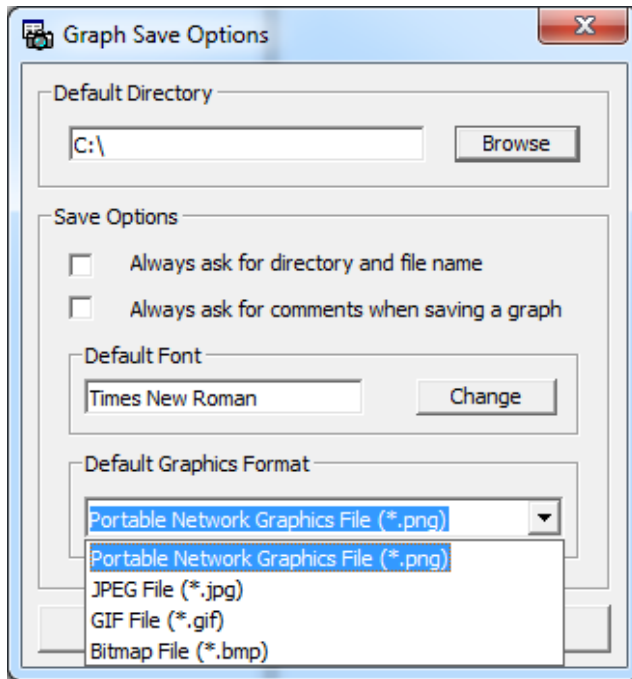 Graph Save Options
Default Directory
C:\
Browse
Save Options
Always ask for directory and file name
Always ask for comments when saving a graph
Default Font
Times New Roman
Change
Default Graphics Format
Portable Network Graphics File (*.png)
Portable Network Graphics File (*.png)
JPEG File (*.jpg)
GIF File (*.gif)
Bitmap File (*.bmp)